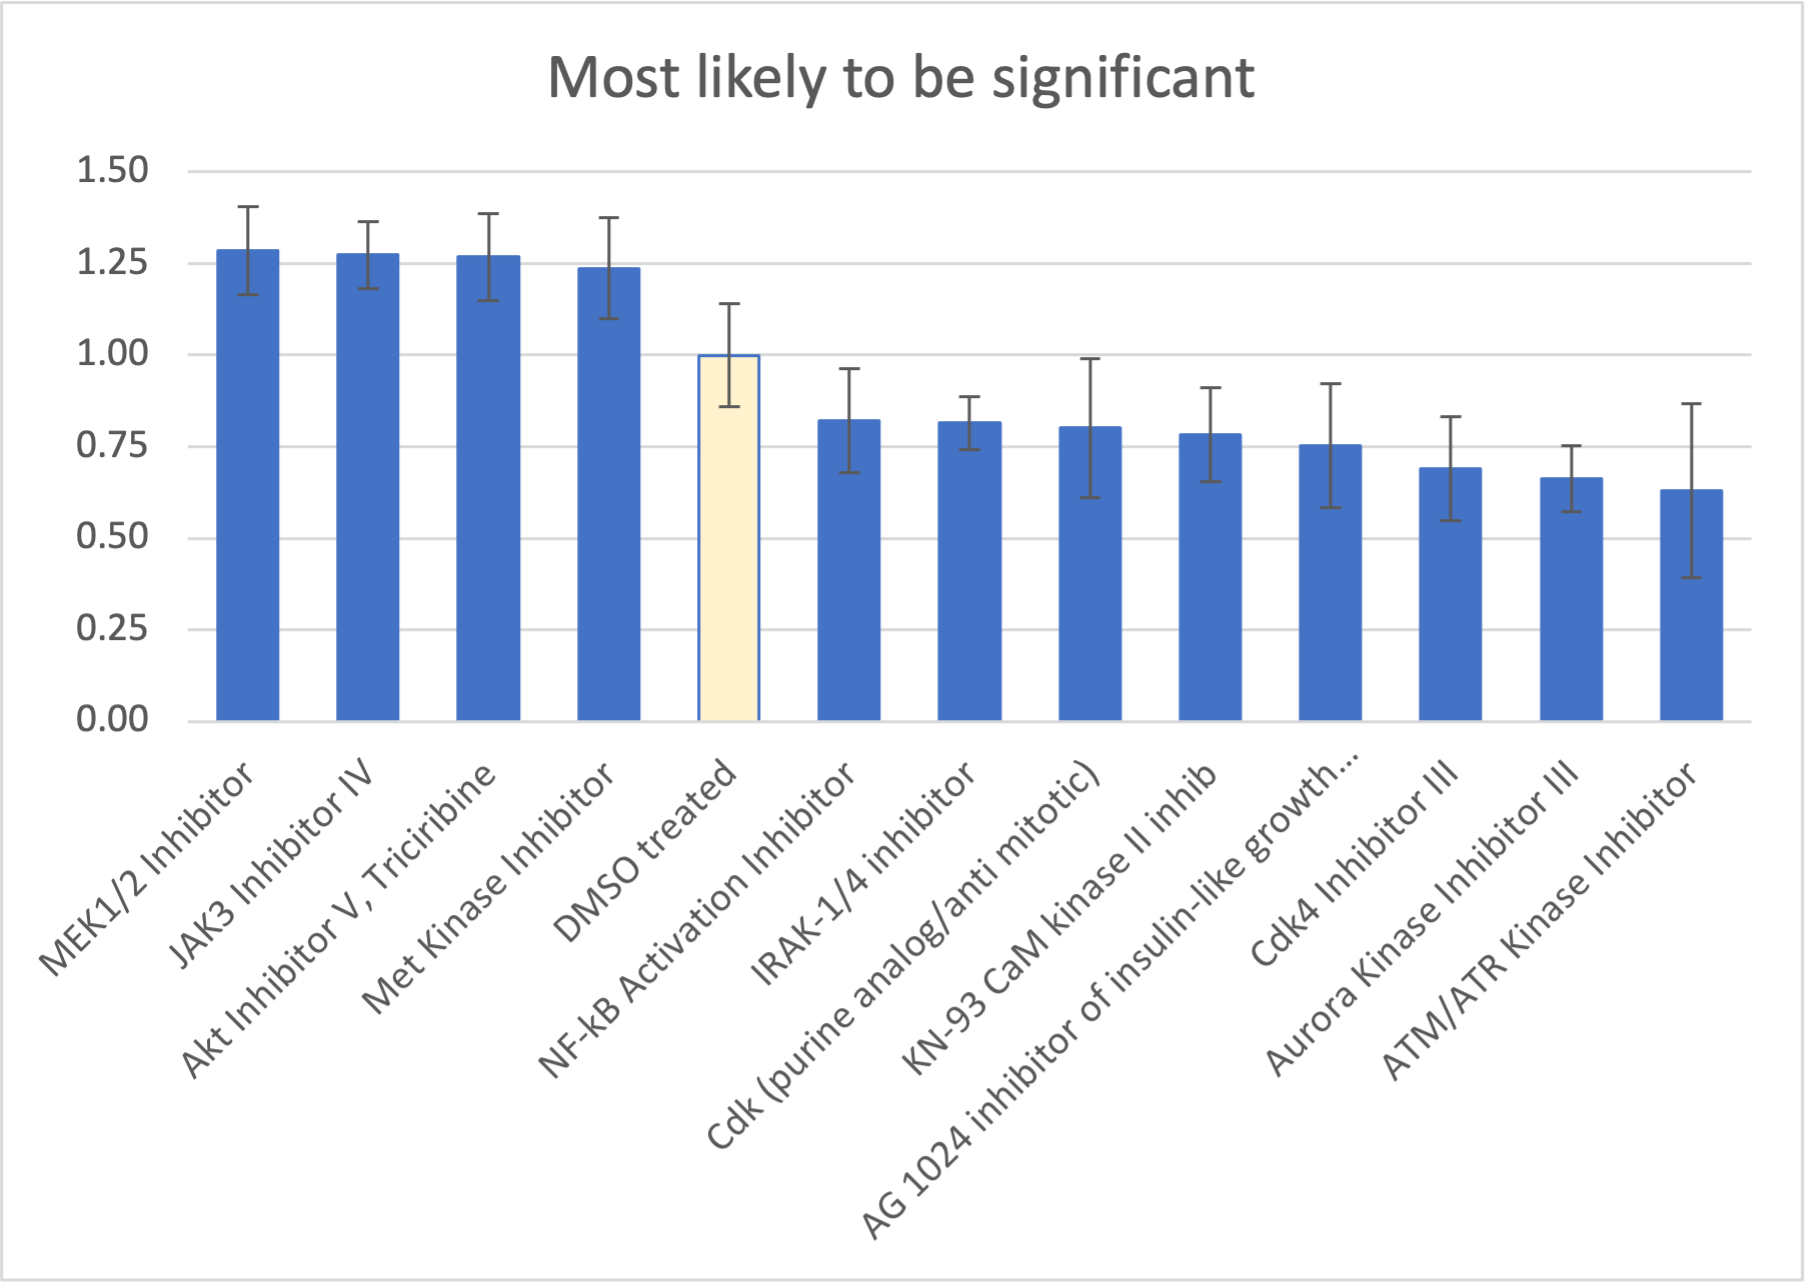 Most likely to be significant
1.50
1.25
1.00
0.75
0.50
0.25
0.00
MEK1/2 Inhibitor
JAK3 Inhibitor IV
Akt Inhibitor V, Triciribine
Met Kinase Inhibitor
DMSO treated
NF-kB Activation Inhibitor
IRAK-1/4 inhibitor
Cdk (purine analog/anti mitotic)
KN-93 CaM kinase II inhib
AG 1024 inhibitor of insulin-like growth...
Cdk4 Inhibitor III
Aurora Kinase Inhibitor III
ATM/ATR Kinase Inhibitor